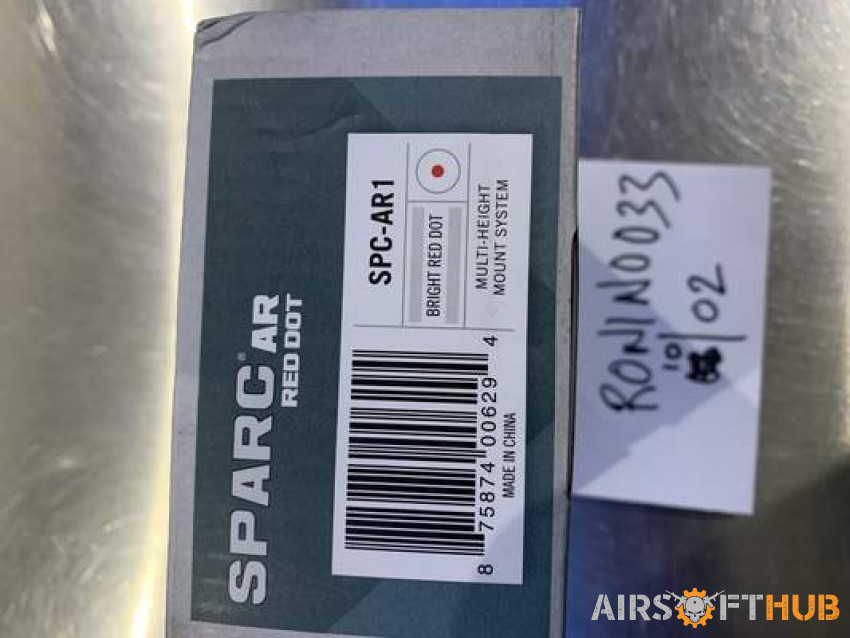 SPARC® AR
RED DOT
SPC-AR1
BRIGHT RED DOT
MULTI-HEIGHT
MOUNT SYSTEM
8 75874 00629 4
MADE IN CHINA
RONIN0033
10/02
AIRSOFTHUB